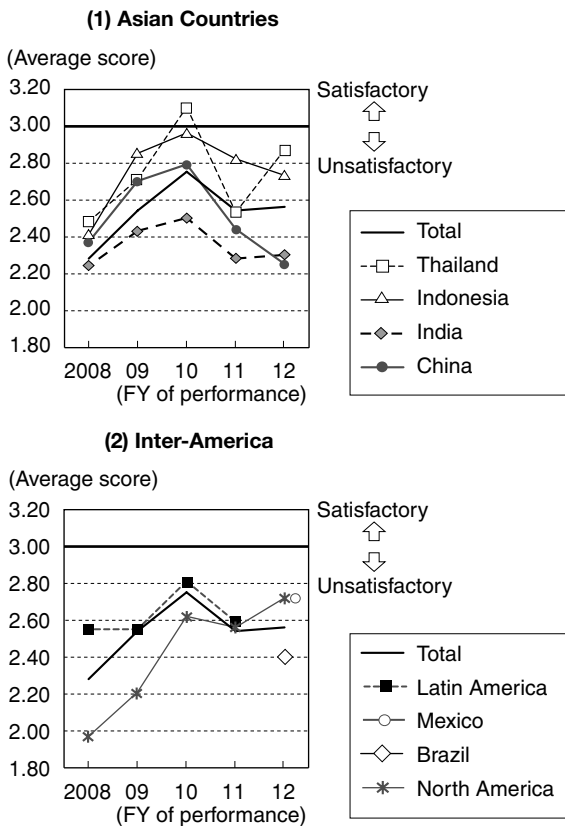 (1) Asian Countries
(Average score)
3.20
3.00
2.80
2.60
2.40
2.20
2.00
1.80
2008 09 10 11 12
(FY of performance)
Satisfactory
Unsatisfactory
Total
Thailand
Indonesia
India
China
(2) Inter-America
(Average score)
3.20
3.00
2.80
2.60
2.40
2.20
2.00
1.80
2008 09 10 11 12
(FY of performance)
Satisfactory
Unsatisfactory
Total
Latin America
Mexico
Brazil
North America